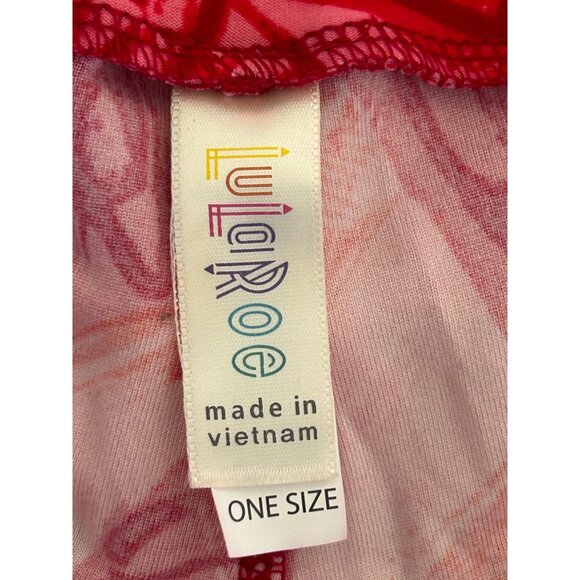 LuLaRoe
made in
vietnam
ONE SIZE